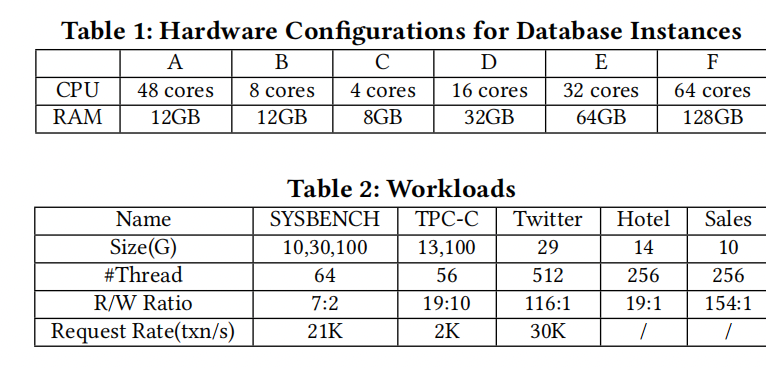 Table 1: Hardware Configurations for Database Instances
A B C D E F
CPU 48 cores 8 cores 4 cores 16 cores 32 cores 64 cores
RAM 12GB 12GB 8GB 32GB 64GB 128GB
Table 2: Workloads
Name SYSBENCH TPC-C Twitter Hotel Sales
Size(G) 10,30,100 13,100 29 14 10
#Thread 64 56 512 256 256
R/W Ratio 7:2 19:10 116:1 19:1 154:1
Request Rate(txn/s) 21K 2K 30K / /